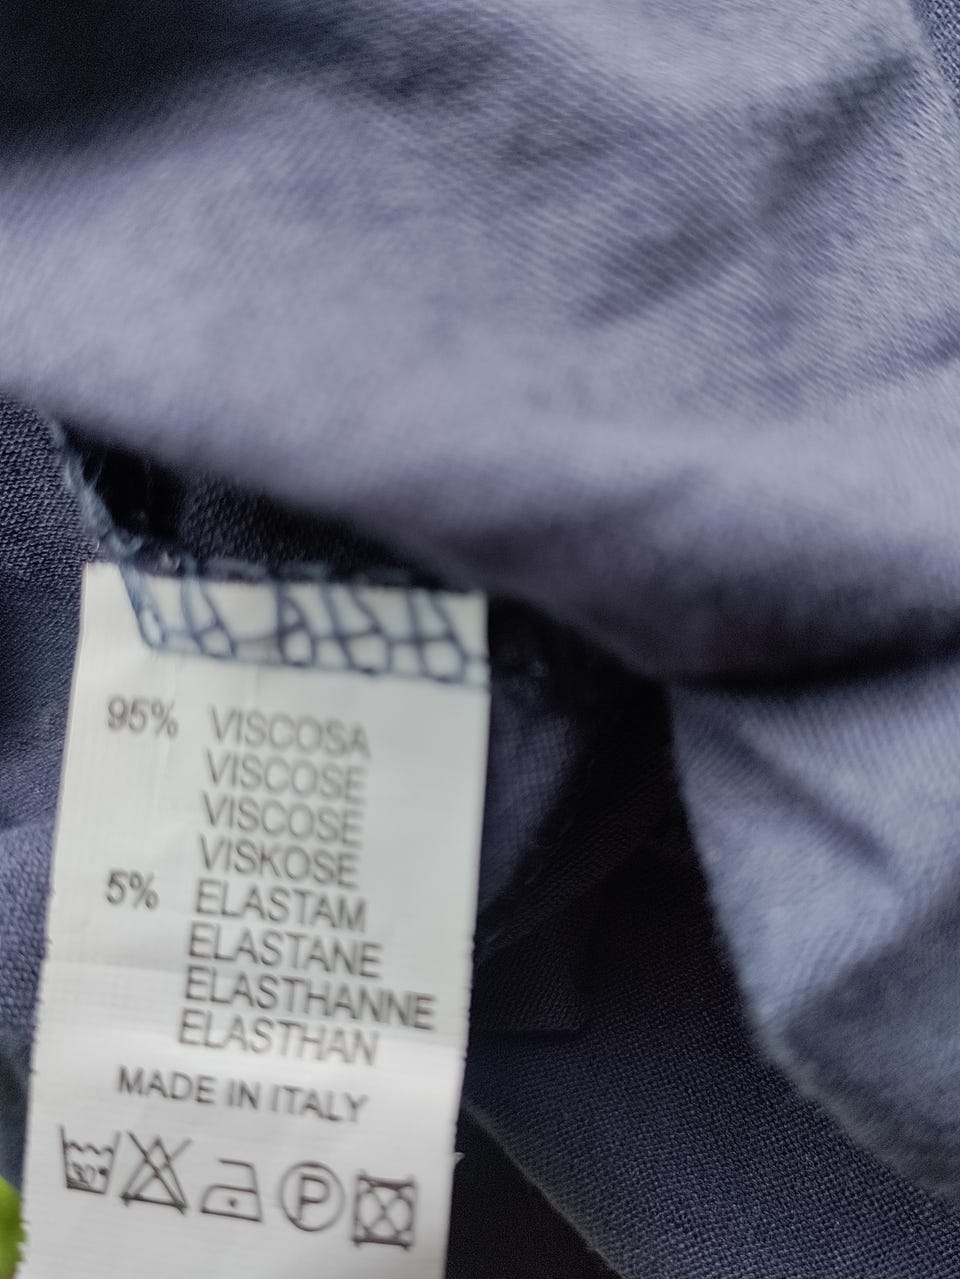 95% VISCOSA
VISCOSE
VISCOSE
VISKOSE
5% ELASTAM
ELASTANE
ELASTHANNE
ELASTHAN
MADE IN ITALY
30° P